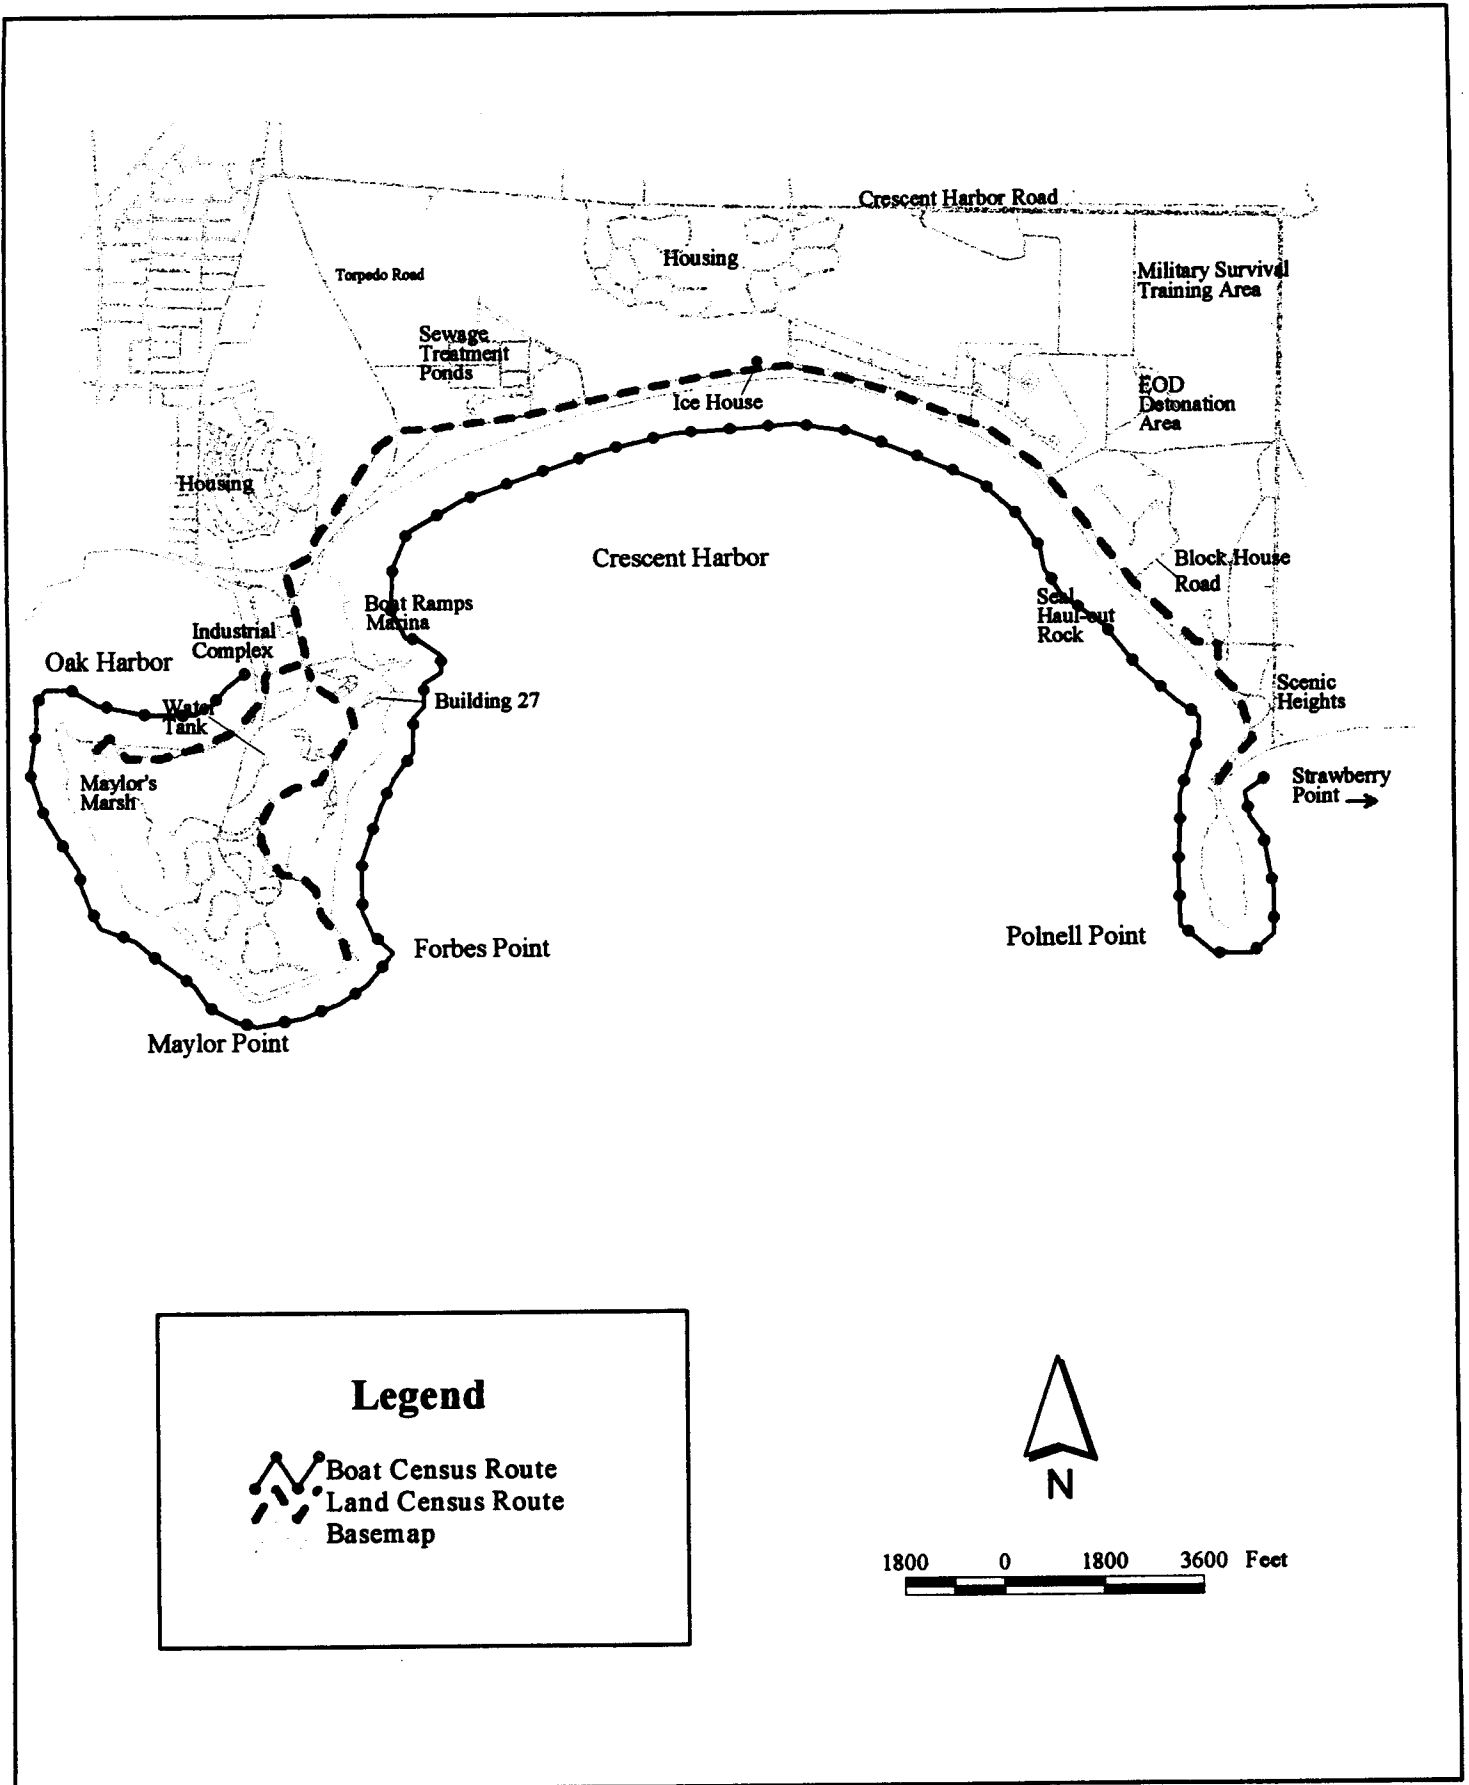 Crescent Harbor Road
Housing
Torpedo Road
Military Survival
Training Area
Sewage
Treatment
Ponds
Ice House
EOD
Detonation
Area
Housing
Crescent Harbor
Block House
Road
Boat Ramps
Marina
Seal
Haul-out
Rock
Industrial
Complex
Oak Harbor
Building 27
Scenic
Heights
Water
Tank
Maylor's
Marsh
Strawberry
Point
Forbes Point
Polnell Point
Maylor Point
Legend
Boat Census Route
Land Census Route
Basemap
N
1800 0 1800 3600 Feet